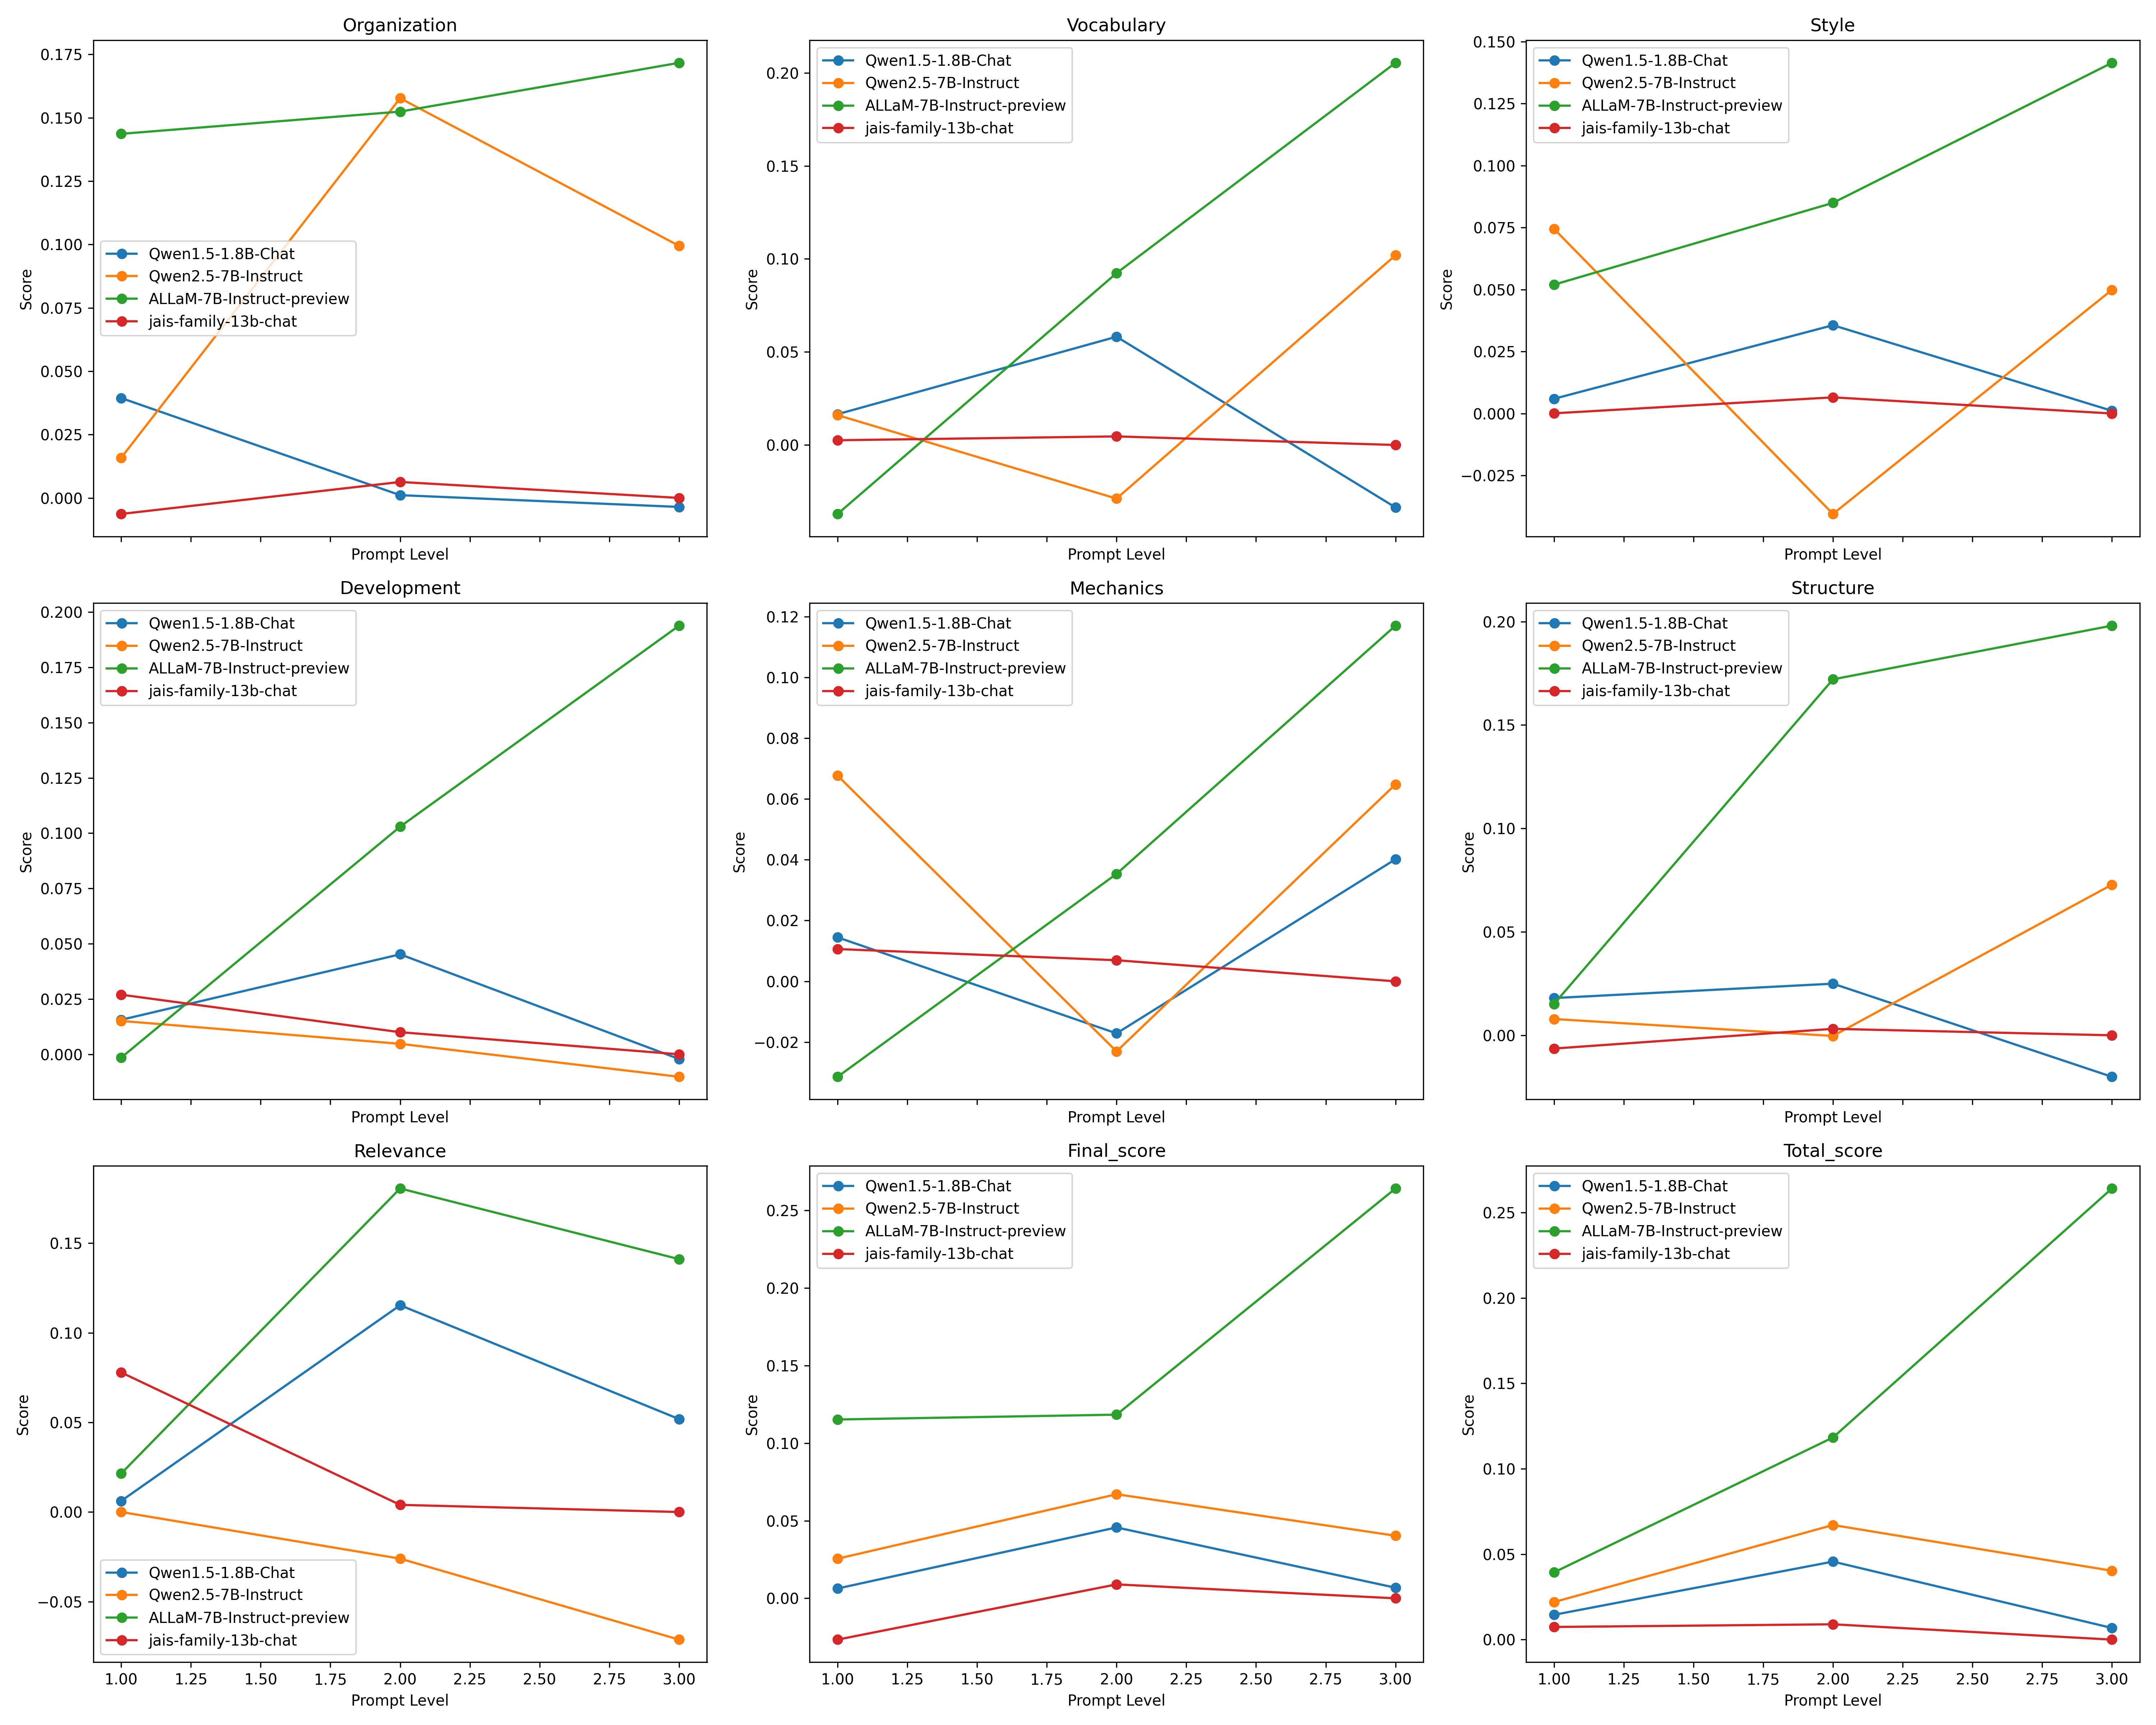 Organization
0.175
0.150
0.125
0.100
0.075
0.050
0.025
0.000
Score
Qwen1.5-1.8B-Chat
Qwen2.5-7B-Instruct
ALLaM-7B-Instruct-preview
jais-family-13b-chat
Prompt Level
Vocabulary
0.20
0.15
0.10
0.05
0.00
Score
Qwen1.5-1.8B-Chat
Qwen2.5-7B-Instruct
ALLaM-7B-Instruct-preview
jais-family-13b-chat
Prompt Level
Style
0.150
0.125
0.100
0.075
0.050
0.025
0.000
−0.025
Score
Qwen1.5-1.8B-Chat
Qwen2.5-7B-Instruct
ALLaM-7B-Instruct-preview
jais-family-13b-chat
Prompt Level
Development
0.200
0.175
0.150
0.125
0.100
0.075
0.050
0.025
0.000
Score
Qwen1.5-1.8B-Chat
Qwen2.5-7B-Instruct
ALLaM-7B-Instruct-preview
jais-family-13b-chat
Prompt Level
Mechanics
0.12
0.10
0.08
0.06
0.04
0.02
0.00
−0.02
Score
Qwen1.5-1.8B-Chat
Qwen2.5-7B-Instruct
ALLaM-7B-Instruct-preview
jais-family-13b-chat
Prompt Level
Structure
0.20
0.15
0.10
0.05
0.00
Score
Qwen1.5-1.8B-Chat
Qwen2.5-7B-Instruct
ALLaM-7B-Instruct-preview
jais-family-13b-chat
Prompt Level
Relevance
0.15
0.10
0.05
0.00
−0.05
Score
Qwen1.5-1.8B-Chat
Qwen2.5-7B-Instruct
ALLaM-7B-Instruct-preview
jais-family-13b-chat
1.00 1.25 1.50 1.75 2.00 2.25 2.50 2.75 3.00
Prompt Level
Final_score
0.25
0.20
0.15
0.10
0.05
0.00
Score
Qwen1.5-1.8B-Chat
Qwen2.5-7B-Instruct
ALLaM-7B-Instruct-preview
jais-family-13b-chat
1.00 1.25 1.50 1.75 2.00 2.25 2.50 2.75 3.00
Prompt Level
Total_score
0.25
0.20
0.15
0.10
0.05
0.00
Score
Qwen1.5-1.8B-Chat
Qwen2.5-7B-Instruct
ALLaM-7B-Instruct-preview
jais-family-13b-chat
1.00 1.25 1.50 1.75 2.00 2.25 2.50 2.75 3.00
Prompt Level